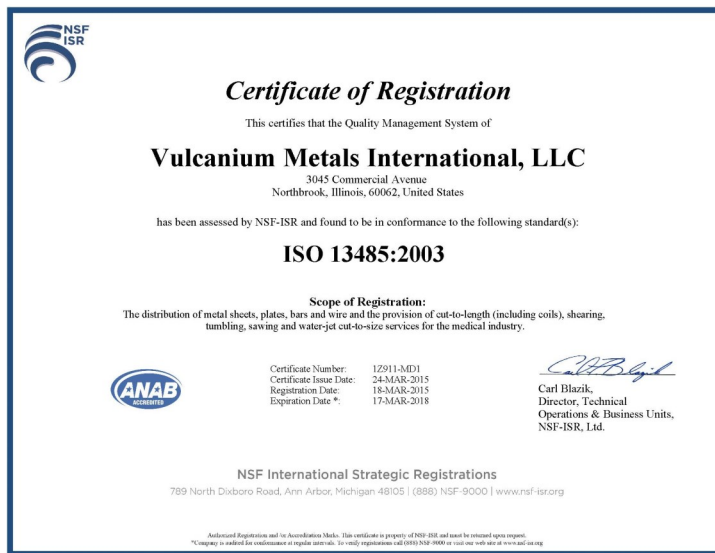 NSF
ISR
Certificate of Registration
This certifies that the Quality Management System of
Vulcanium Metals International, LLC
3045 Commercial Avenue
Northbrook, Illinois, 60062, United States
has been assessed by NSF-ISR and found to be in conformance to the following standard(s):
ISO 13485:2003
Scope of Registration:
The distribution of metal sheets, plates, bars and wire and the provision of cut-to-length (including coils), shearing,
tumbling, sawing and water-jet cut-to-size services for the medical industry.
ANAB
ACCREDITED
Certificate Number: 1Z911-MD1
Certificate Issue Date: 24-MAR-2015
Registration Date: 18-MAR-2015
Expiration Date *: 17-MAR-2018
Carl Blazik
Carl Blazik,
Director, Technical
Operations & Business Units,
NSF-ISR, Ltd.
NSF International Strategic Registrations
789 North Dixboro Road, Ann Arbor, Michigan 48105 | (888) NSF-9000 | www.nsf-isr.org
Authorized Registration and /or Accreditation Marks. This certificate is property of NSF-ISR and must be returned upon request.
*Company is audited for conformance at regular intervals. To verify registrations call (888) NSF-9000 or visit our web site at www.nsf-isr.org